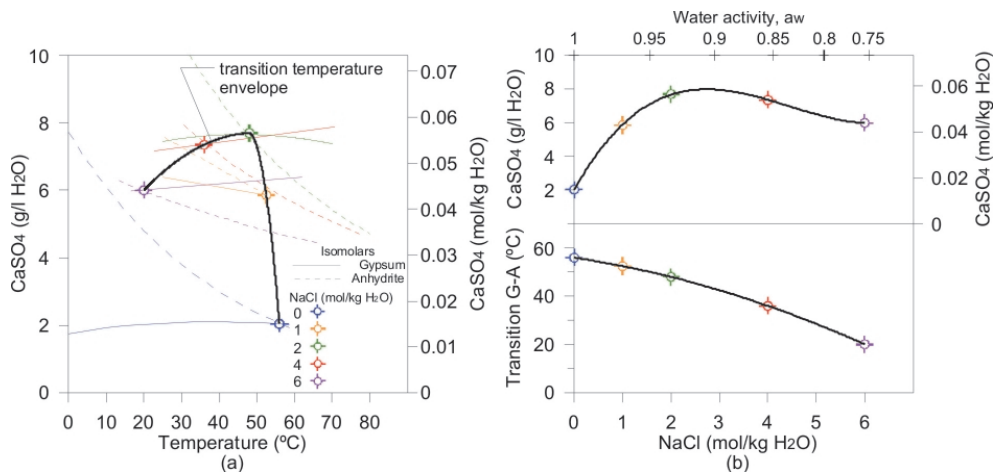 10
8
6
4
2
0
CaSO4 (g/l H2O)
transition temperature
envelope
Isomolars
Gypsum
Anhydrite
NaCl (mol/kg H2O)
0
1
2
4
6
0.07
0.06
0.05
0.04
0.03
0.02
0.01
0
CaSO4 (mol/kg H2O)
0 10 20 30 40 50 60 70 80
Temperature (ºC)
(a)
Water activity, aw
1 0.95 0.9 0.85 0.8 0.75
10
8
6
4
2
CaSO4 (g/l H2O)
0.06
0.04
0.02
0
CaSO4 (mol/kg H2O)
60
40
20
0
Transition G-A (ºC)
0 1 2 3 4 5 6 7
NaCl (mol/kg H2O)
(b)